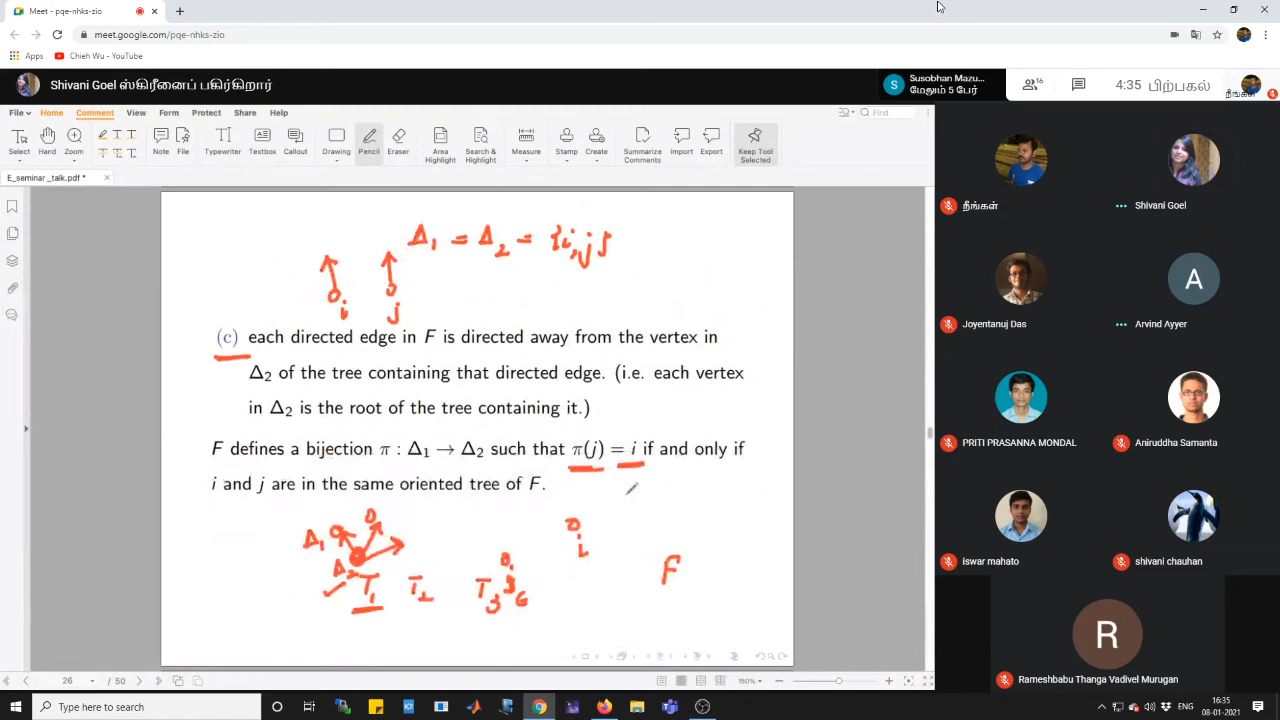 Meet - pqe-nhks-zio
meet.google.com/pqe-nhks-zio
Apps Chieh Wu - YouTube
Shivani Goel ஸ்கிரீனைப் பகிர்கிறார்
Susobhan Mazu...
மேலும் 5 பேர்
16
4:35 பிற்பகல்
நீங்கள்
File Home Comment View Form Protect Share Help
Find
Select Hand Zoom Note File Typewriter Textbox Callout Drawing Pencil Eraser Area Highlight Search & Highlight Measure Stamp Create Summarize Comments Import Export Keep Tool Selected
E_seminar _talk.pdf *
Δ₁ = Δ₂ = {i,j}
i j
(c) each directed edge in F is directed away from the vertex in
Δ₂ of the tree containing that directed edge. (i.e. each vertex
in Δ₂ is the root of the tree containing it.)
F defines a bijection π : Δ₁ → Δ₂ such that π(j) = i if and only if
i and j are in the same oriented tree of F.
Δ₁
Δ₂
T₁ T₂ T₃
F
26 / 50
150%
நீங்கள்
Shivani Goel
Joyentanuj Das
A
Arvind Ayyer
PRITI PRASANNA MONDAL
Aniruddha Samanta
iswar mahato
shivani chauhan
R
Rameshbabu Thanga Vadivel Murugan
Type here to search
ENG
16:35
08-01-2021